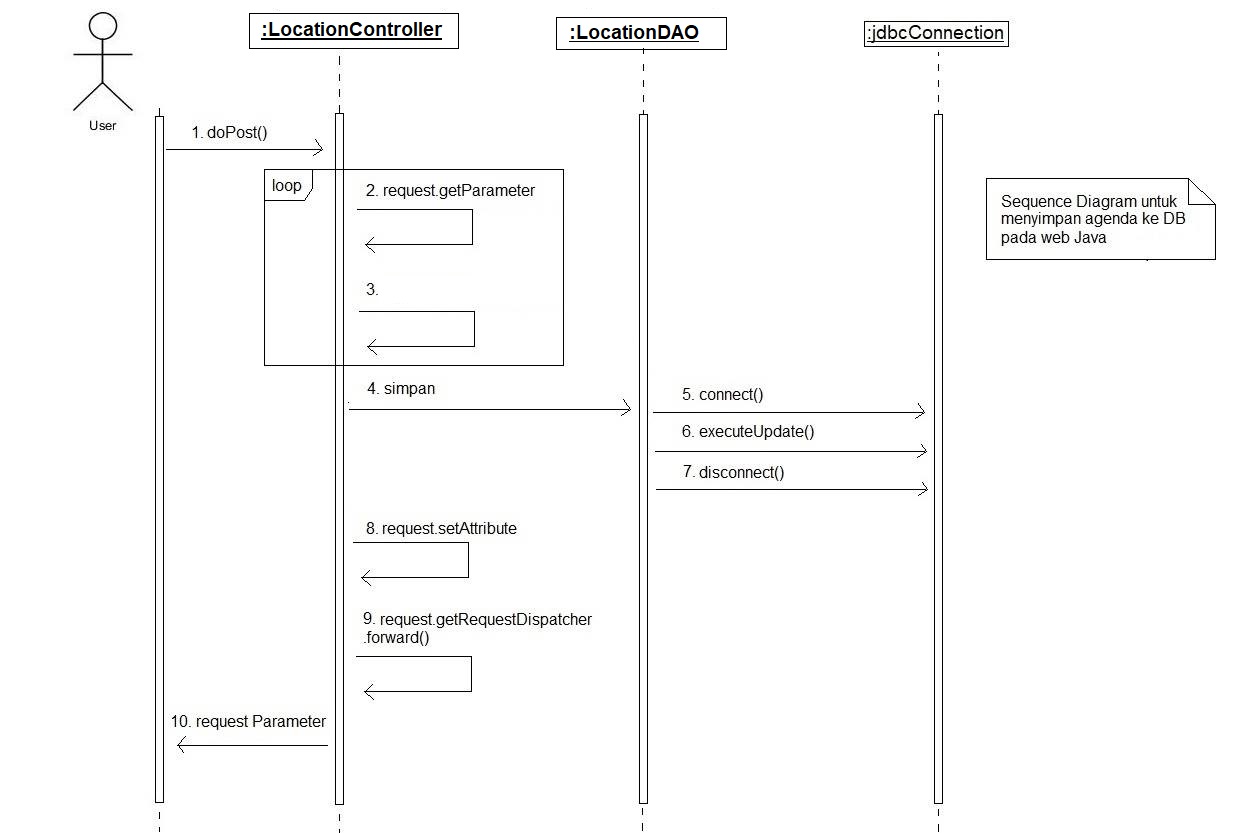 :LocationController
:LocationDAO
:jdbcConnection
User
1. doPost()
loop
2. request.getParameter
Sequence Diagram untuk
menyimpan agenda ke DB
pada web Java
3.
4. simpan
5. connect()
6. executeUpdate()
7. disconnect()
8. request.setAttribute
9. request.getRequestDispatcher
.forward()
10. request Parameter